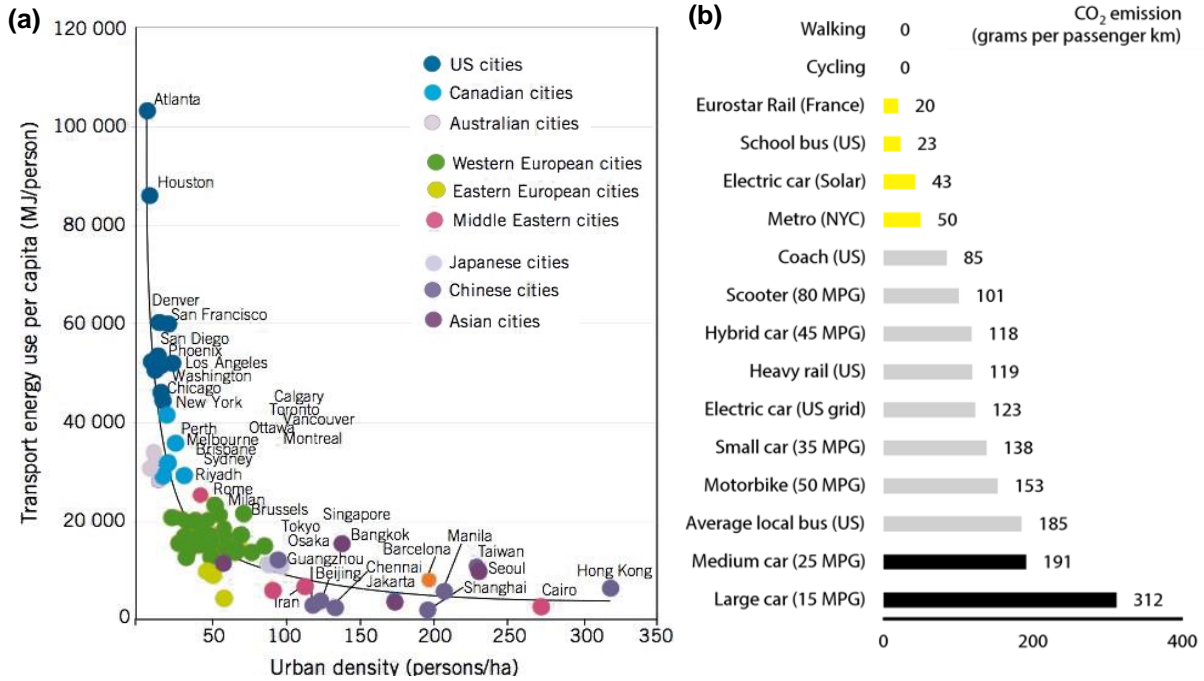 (a)
120 000
100 000
80 000
60 000
40 000
20 000
0
Transport energy use per capita (MJ/person)
US cities
Canadian cities
Australian cities
Western European cities
Eastern European cities
Middle Eastern cities
Japanese cities
Chinese cities
Asian cities
Atlanta
Houston
Denver
San Francisco
San Diego
Phoenix
Los Angeles
Washington
Chicago
New York
Calgary
Toronto
Vancouver
Perth
Ottawa
Melbourne
Montreal
Brisbane
Sydney
Riyadh
Rome
Milan
Brussels
Singapore
Tokyo
Bangkok
Manila
Osaka
Barcelona
Taiwan
Guangzhou
Chennai
Seoul
Beijing
Jakarta
Shanghai
Hong Kong
Iran
Cairo
50
100
150
200
250
300
350
Urban density (persons/ha)
(b)
CO₂ emission
(grams per passenger km)
Walking 0
Cycling 0
Eurostar Rail (France) 20
School bus (US) 23
Electric car (Solar) 43
Metro (NYC) 50
Coach (US) 85
Scooter (80 MPG) 101
Hybrid car (45 MPG) 118
Heavy rail (US) 119
Electric car (US grid) 123
Small car (35 MPG) 138
Motorbike (50 MPG) 153
Average local bus (US) 185
Medium car (25 MPG) 191
Large car (15 MPG) 312
0
200
400